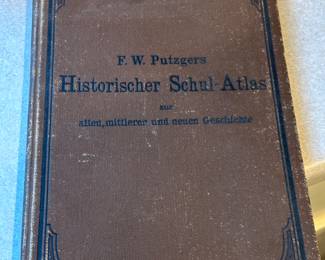 F. W. Putzgers
Historischer Schul-Atlas
zur
alten, mittleren und neuen Geschichte